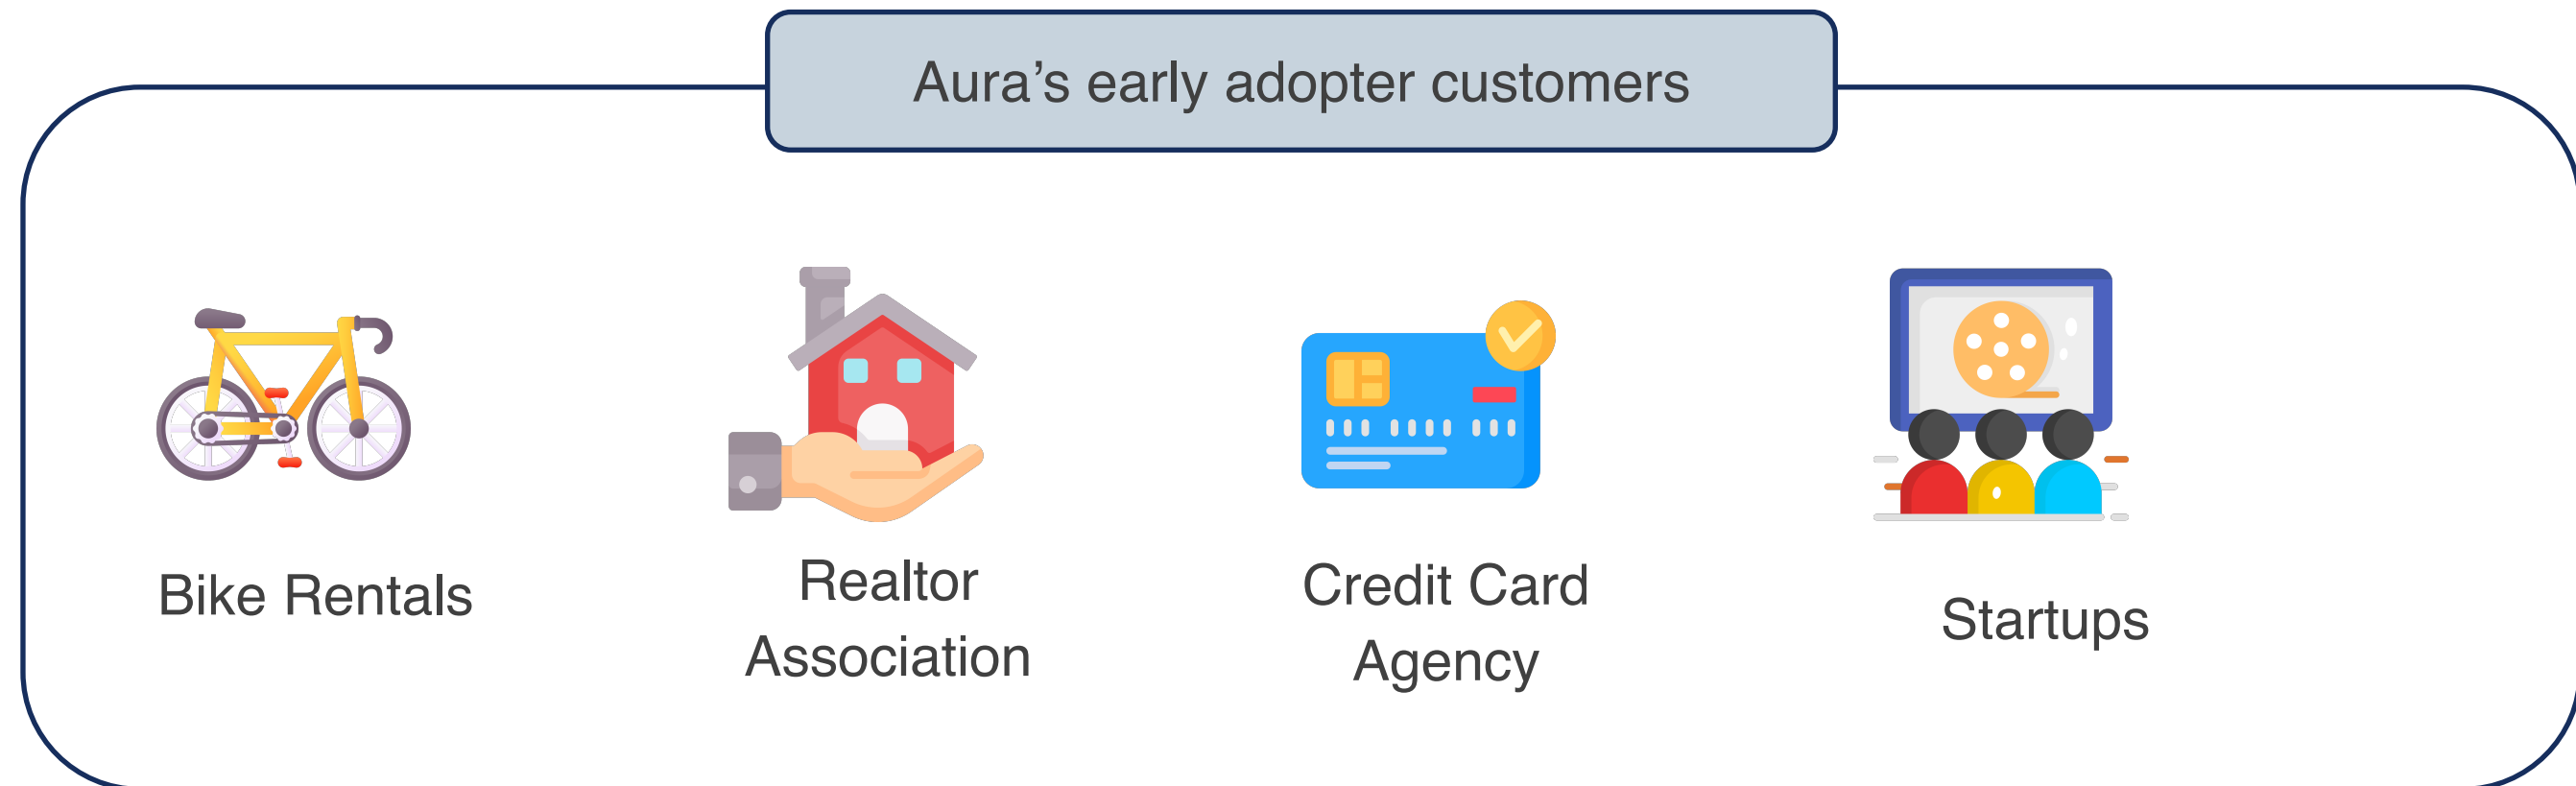 Aura’s early adopter customers
Bike Rentals
Realtor
Association
Credit Card
Agency
Startups